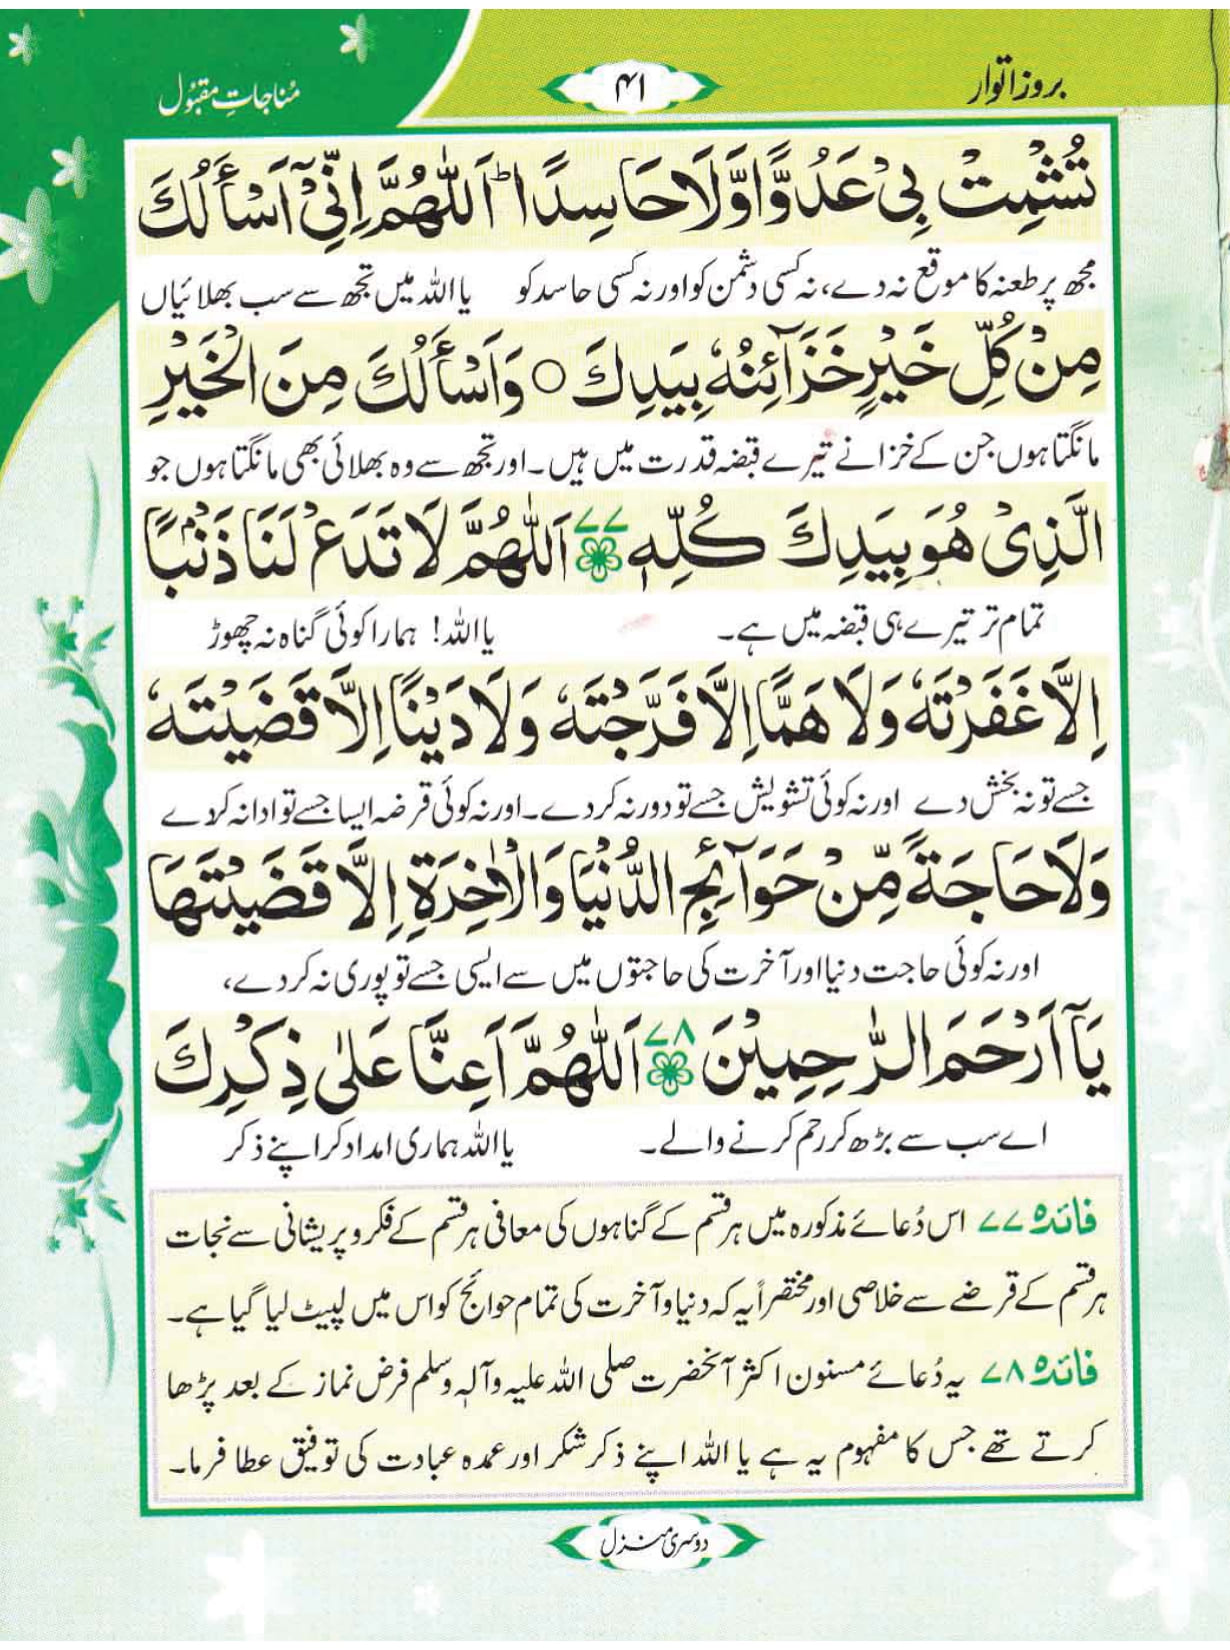 بروز اتوار
۴۱
مُناجاتِ مقبُول
تُشْمِتْ بِیْ عَدُوًّا وَّلَا حَاسِدًا ؕ اَللّٰهُمَّ اِنِّیْۤ اَسْأَلُكَ
مجھ پر طعنہ کا موقع نہ دے، نہ کسی دشمن کو اور نہ کسی حاسد کو یا اللہ میں تجھ سے سب بھلائیاں
مِنْ كُلِّ خَيْرٍ خَزَآئِنُهٗ بِيَدِكَ ○ وَاَسْأَلُكَ مِنَ الْخَيْرِ
مانگتا ہوں جن کے خزانے تیرے قبضہ قدرت میں ہیں۔ اور تجھ سے وہ بھلائی بھی مانگتا ہوں جو
الَّذِیْ هُوَ بِيَدِكَ كُلِّهٖ ۷۷ اَللّٰهُمَّ لَا تَدَعْ لَنَا ذَنْۢبًا
تمام تر تیرے ہی قبضہ میں ہے۔ یا اللہ! ہمارا کوئی گناہ نہ چھوڑ
اِلَّا غَفَرْتَهٗ وَلَا هَمًّا اِلَّا فَرَّجْتَهٗ وَلَا دَيْنًا اِلَّا قَضَيْتَهٗ
جسے تو نہ بخش دے اور نہ کوئی تشویش جسے تو دور نہ کر دے۔ اور نہ کوئی قرضہ ایسا جسے تو ادا نہ کر دے
وَلَا حَاجَةً مِّنْ حَوَآئِجِ الدُّنْيَا وَالْاٰخِرَةِ اِلَّا قَضَيْتَهَا
اور نہ کوئی حاجت دنیا اور آخرت کی حاجتوں میں سے ایسی جسے تو پوری نہ کر دے،
يَاۤ اَرْحَمَ الرّٰحِمِيْنَ ۷۸ اَللّٰهُمَّ اَعِنَّا عَلٰی ذِكْرِكَ
اے سب سے بڑھ کر رحم کرنے والے۔ یا اللہ ہماری امداد کر اپنے ذکر
فائدہ ۷۷ اس دُعائے مذکورہ میں ہر قسم کے گناہوں کی معافی ہر قسم کے فکر و پریشانی سے نجات
ہر قسم کے قرضے سے خلاصی اور مختصراً یہ کہ دنیا و آخرت کی تمام حوائج کو اس میں لپیٹ لیا گیا ہے۔
فائدہ ۷۸ یہ دُعائے مسنون اکثر آنحضرت صلی اللہ علیہ وآلہٖ وسلم فرض نماز کے بعد پڑھا
کرتے تھے جس کا مفہوم یہ ہے یا اللہ اپنے ذکر شکر اور عمدہ عبادت کی توفیق عطا فرما۔
دوسری منزل